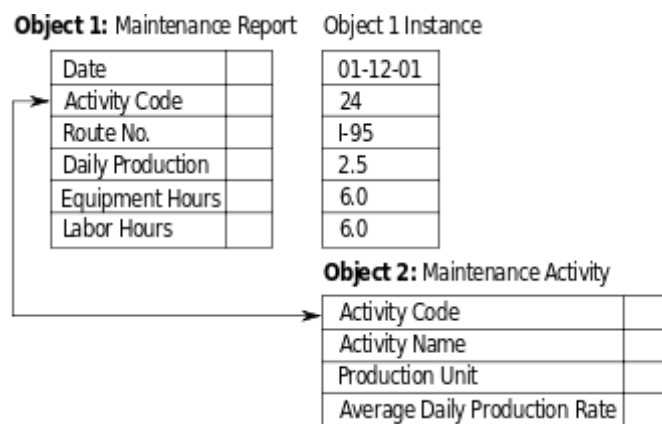 Object 1: Maintenance Report Object 1 Instance
Date 01-12-01
Activity Code 24
Route No. I-95
Daily Production 2.5
Equipment Hours 6.0
Labor Hours 6.0
Object 2: Maintenance Activity
Activity Code
Activity Name
Production Unit
Average Daily Production Rate